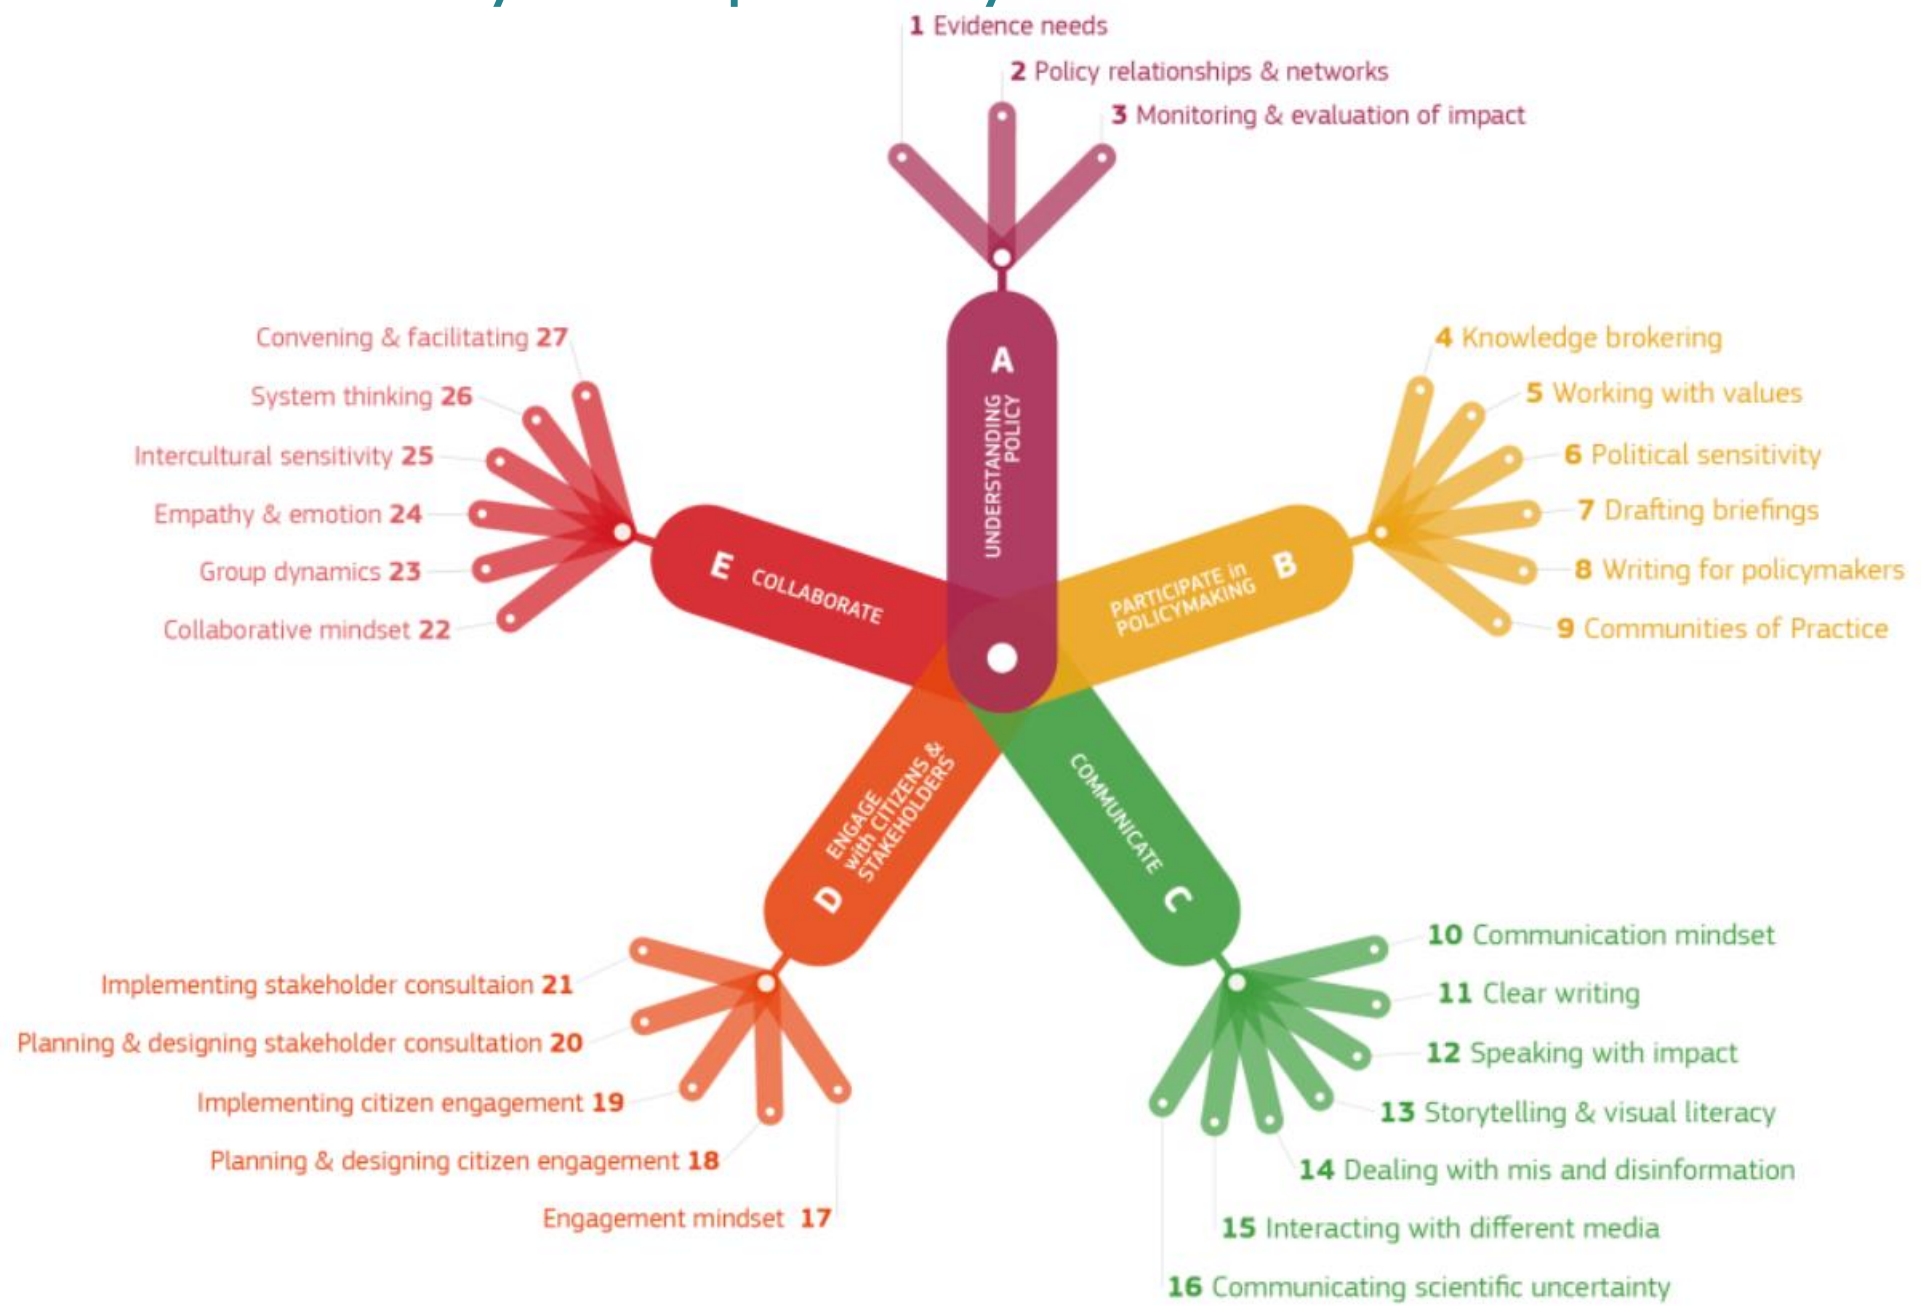 1 Evidence needs
2 Policy relationships & networks
3 Monitoring & evaluation of impact
A
UNDERSTANDING
POLICY
4 Knowledge brokering
5 Working with values
6 Political sensitivity
7 Drafting briefings
8 Writing for policymakers
9 Communities of Practice
B
PARTICIPATE in
POLICYMAKING
C
COMMUNICATE
10 Communication mindset
11 Clear writing
12 Speaking with impact
13 Storytelling & visual literacy
14 Dealing with mis and disinformation
15 Interacting with different media
16 Communicating scientific uncertainty
D
ENGAGE
with CITIZENS &
STAKEHOLDERS
Implementing stakeholder consultaion 21
Planning & designing stakeholder consultation 20
Implementing citizen engagement 19
Planning & designing citizen engagement 18
Engagement mindset 17
E
COLLABORATE
Convening & facilitating 27
System thinking 26
Intercultural sensitivity 25
Empathy & emotion 24
Group dynamics 23
Collaborative mindset 22